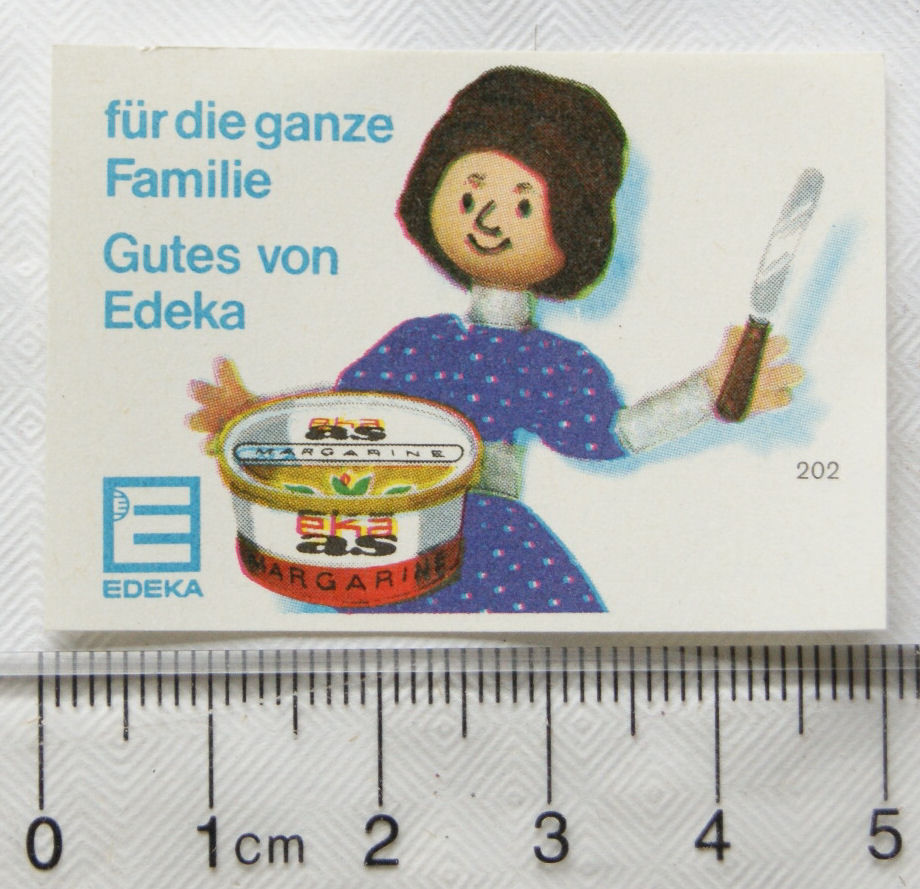 für die ganze
Familie
Gutes von
Edeka
eka
as
MARGARINE
eka
as
MARGARINE
202
E
EDEKA
0 1cm 2 3 4 5